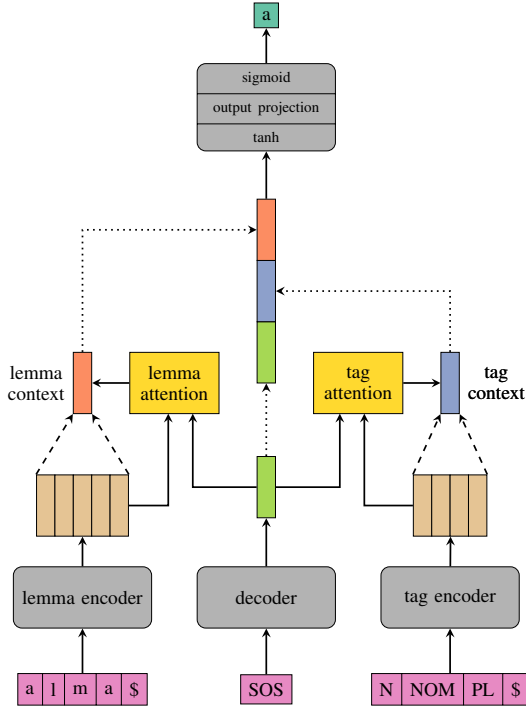 a
sigmoid
output projection
tanh
lemma
context
lemma
attention
tag
attention
tag
context
lemma encoder
decoder
tag encoder
a l m a $
SOS
N NOM PL $